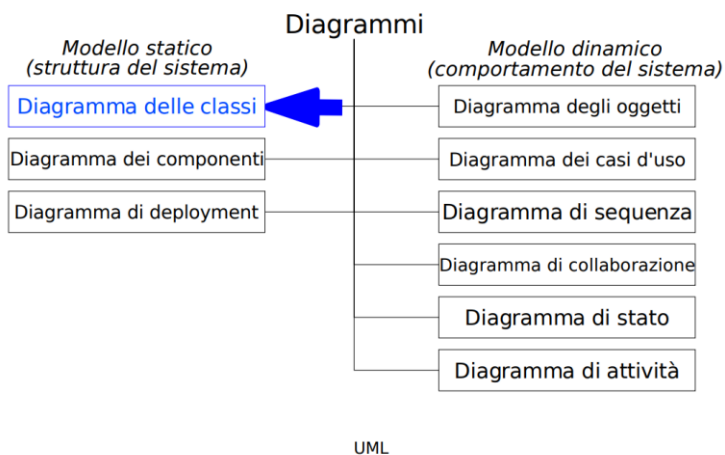 Diagrammi
Modello statico
(struttura del sistema)
Diagramma delle classi
Diagramma dei componenti
Diagramma di deployment
Modello dinamico
(comportamento del sistema)
Diagramma degli oggetti
Diagramma dei casi d'uso
Diagramma di sequenza
Diagramma di collaborazione
Diagramma di stato
Diagramma di attività
UML